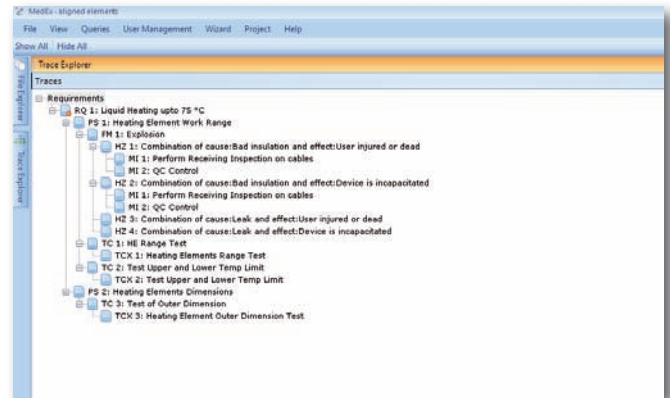 MedEx - aligned elements
File View Queries User Management Wizard Project Help
Show All Hide All
Trace Explorer
Traces
File Explorer
Trace Explorer
Requirements
RQ 1: Liquid Heating upto 75 °C
PS 1: Heating Element Work Range
FM 1: Explosion
HZ 1: Combination of cause:Bad insulation and effect:User injured or dead
MI 1: Perform Receiving Inspection on cables
MI 2: QC Control
HZ 2: Combination of cause:Bad insulation and effect:Device is incapacitated
MI 1: Perform Receiving Inspection on cables
MI 2: QC Control
HZ 3: Combination of cause:Leak and effect:User injured or dead
HZ 4: Combination of cause:Leak and effect:Device is incapacitated
TC 1: HE Range Test
TCX 1: Heating Elements Range Test
TC 2: Test Upper and Lower Temp Limit
TCX 2: Test Upper and Lower Temp Limit
PS 2: Heating Elements Dimensions
TC 3: Test of Outer Dimension
TCX 3: Heating Element Outer Dimension Test